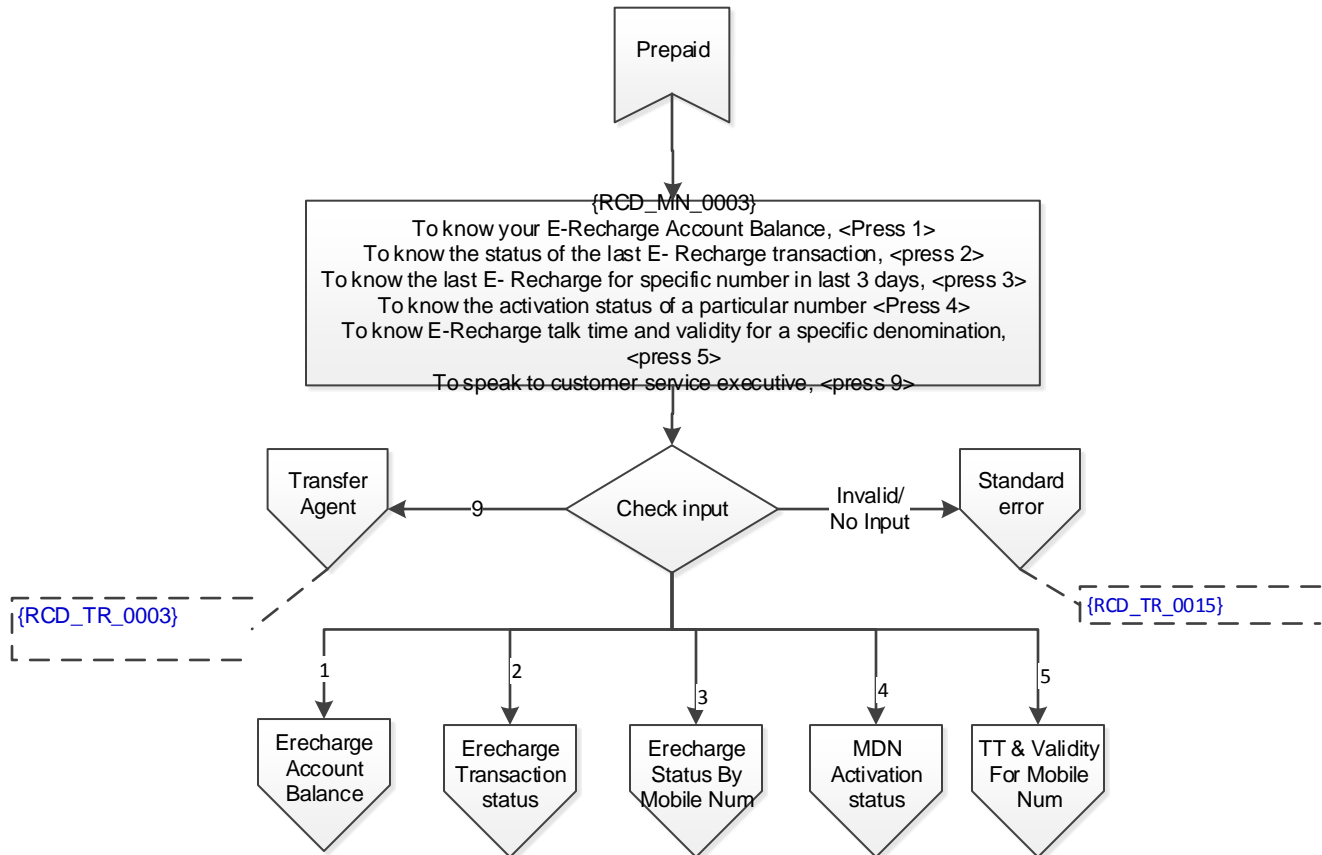 Prepaid
{RCD_MN_0003}
To know your E-Recharge Account Balance, <Press 1>
To know the status of the last E- Recharge transaction, <press 2>
To know the last E- Recharge for specific number in last 3 days, <press 3>
To know the activation status of a particular number <Press 4>
To know E-Recharge talk time and validity for a specific denomination,
<press 5>
To speak to customer service executive, <press 9>
Transfer
Agent
9
Check input
Invalid/
No Input
Standard
error
{RCD_TR_0003}
{RCD_TR_0015}
1
2
3
4
5
Erecharge
Account
Balance
Erecharge
Transaction
status
Erecharge
Status By
Mobile Num
MDN
Activation
status
TT & Validity
For Mobile
Num